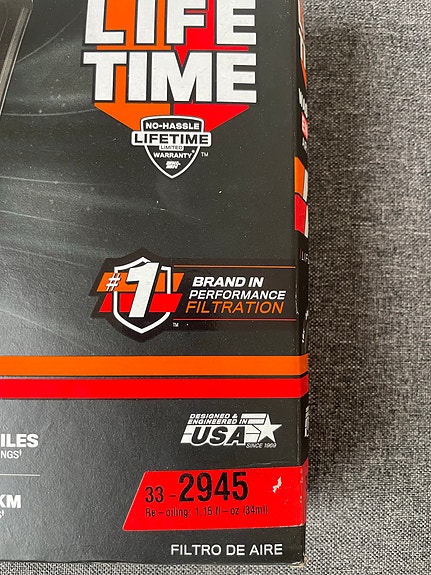 LIFE
TIME
NO-HASSLE
LIFETIME
LIMITED
WARRANTY
™
#1
BRAND IN
PERFORMANCE
FILTRATION
™
DESIGNED &
ENGINEERED IN
USA
SINCE 1969
ILES
NGS†
KM
33-2945
Re-oiling: 1.15 fl-oz (34ml)
FILTRO DE AIRE